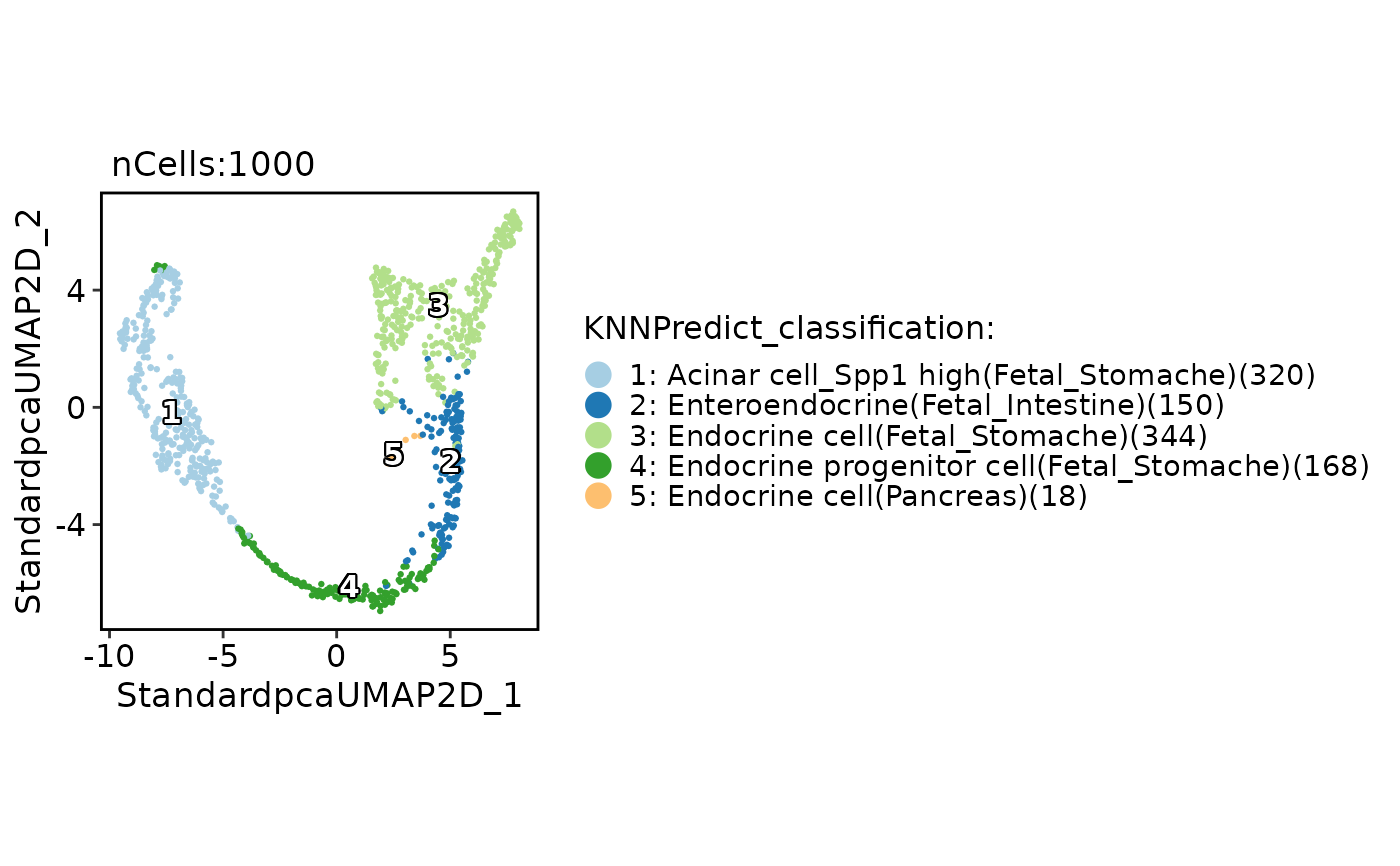 nCells:1000
StandardpcaUMAP2D_2
4
0
-4
-10
-5
0
5
StandardpcaUMAP2D_1
1
2
3
4
5
KNNPredict_classification:
1: Acinar cell_Spp1 high(Fetal_Stomache)(320)
2: Enteroendocrine(Fetal_Intestine)(150)
3: Endocrine cell(Fetal_Stomache)(344)
4: Endocrine progenitor cell(Fetal_Stomache)(168)
5: Endocrine cell(Pancreas)(18)